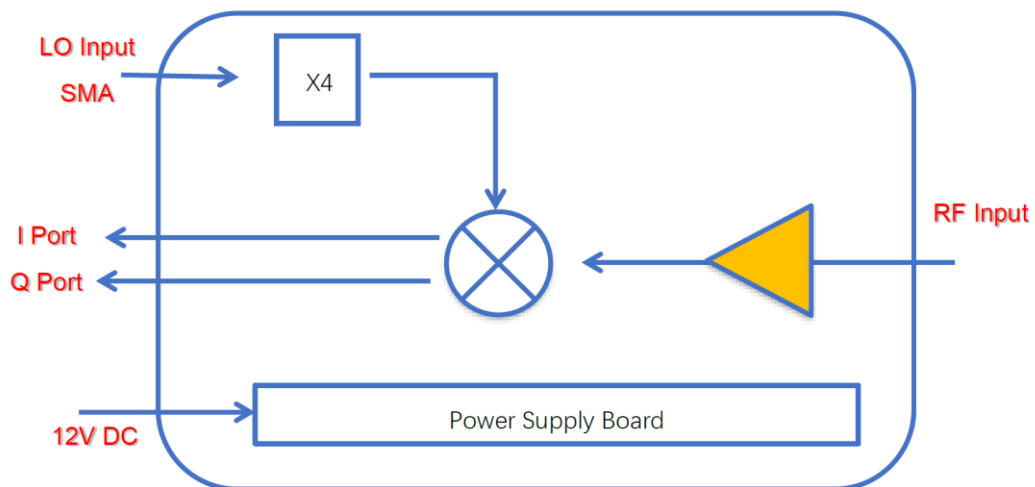 LO Input
SMA
X4
I Port
Q Port
RF Input
12V DC
Power Supply Board